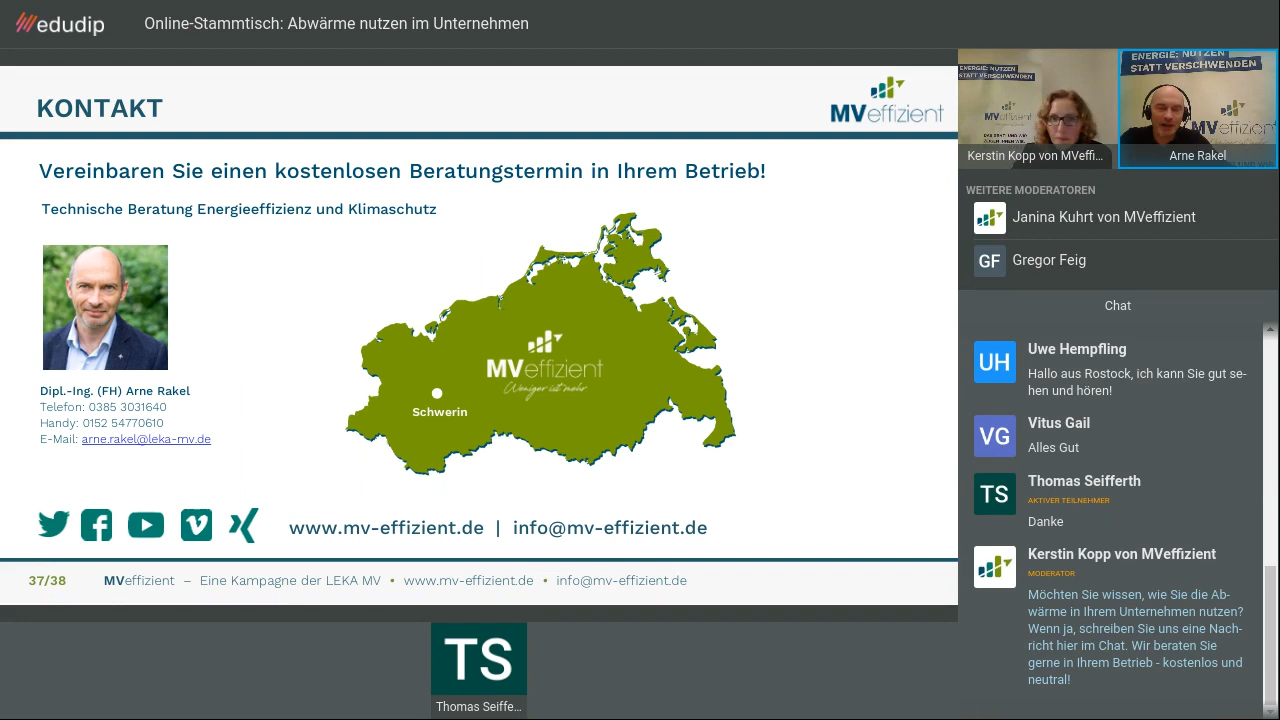 edudip
Online-Stammtisch: Abwärme nutzen im Unternehmen
KONTAKT
MVeffizient
Vereinbaren Sie einen kostenlosen Beratungstermin in Ihrem Betrieb!
Technische Beratung Energieeffizienz und Klimaschutz
MVeffizient
Weniger ist mehr
Schwerin
Dipl.-Ing. (FH) Arne Rakel
Telefon: 0385 3031640
Handy: 0152 54770610
E-Mail: arne.rakel@leka-mv.de
www.mv-effizient.de | info@mv-effizient.de
37/38
MVeffizient – Eine Kampagne der LEKA MV • www.mv-effizient.de • info@mv-effizient.de
TS
Thomas Seiffe...
ENERGIE: NUTZEN
STATT VERSCHWENDEN
MVeffizient
Kerstin Kopp von MVeffi...
ENERGIE: NUTZEN
STATT VERSCHWENDEN
MVeffizient
Arne Rakel
WEITERE MODERATOREN
Janina Kuhrt von MVeffizient
GF
Gregor Feig
Chat
UH
Uwe Hempfling
Hallo aus Rostock, ich kann Sie gut se-
hen und hören!
VG
Vitus Gail
Alles Gut
TS
Thomas Seifferth
AKTIVER TEILNEHMER
Danke
Kerstin Kopp von MVeffizient
MODERATOR
Möchten Sie wissen, wie Sie die Ab-
wärme in Ihrem Unternehmen nutzen?
Wenn ja, schreiben Sie uns eine Nach-
richt hier im Chat. Wir beraten Sie
gerne in Ihrem Betrieb - kostenlos und
neutral!